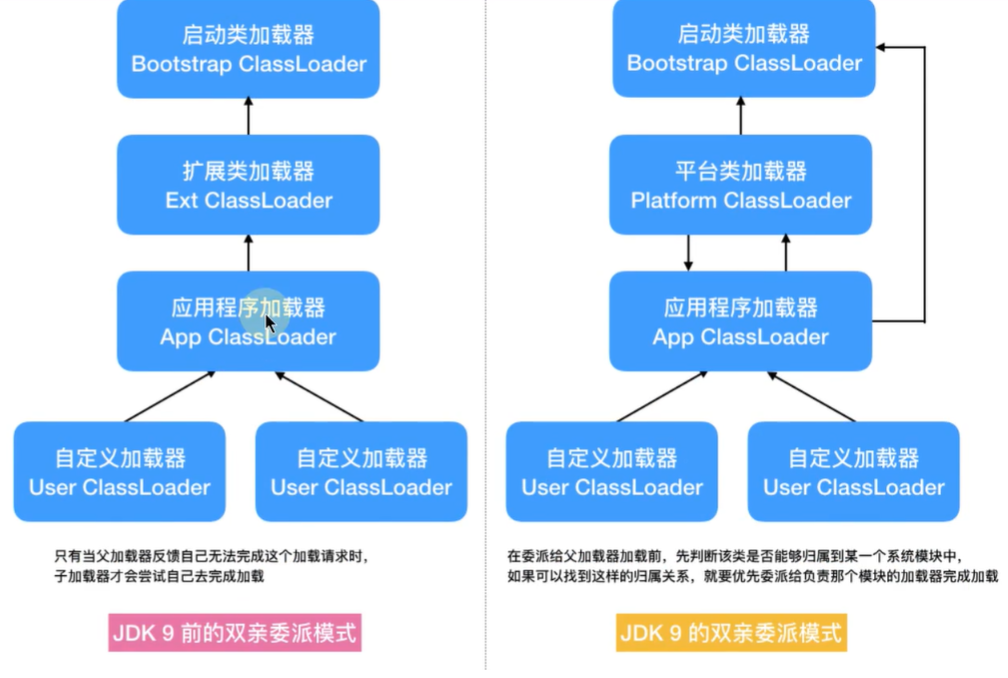 启动类加载器
Bootstrap ClassLoader
扩展类加载器
Ext ClassLoader
应用程序加载器
App ClassLoader
自定义加载器
User ClassLoader
自定义加载器
User ClassLoader
只有当父加载器反馈自己无法完成这个加载请求时,
子加载器才会尝试自己去完成加载
JDK 9 前的双亲委派模式
启动类加载器
Bootstrap ClassLoader
平台类加载器
Platform ClassLoader
应用程序加载器
App ClassLoader
自定义加载器
User ClassLoader
自定义加载器
User ClassLoader
在委派给父加载器加载前,先判断该类是否能够归属到某一个系统模块中,
如果可以找到这样的归属关系,就要优先委派给负责那个模块的加载器完成加载
JDK 9 的双亲委派模式